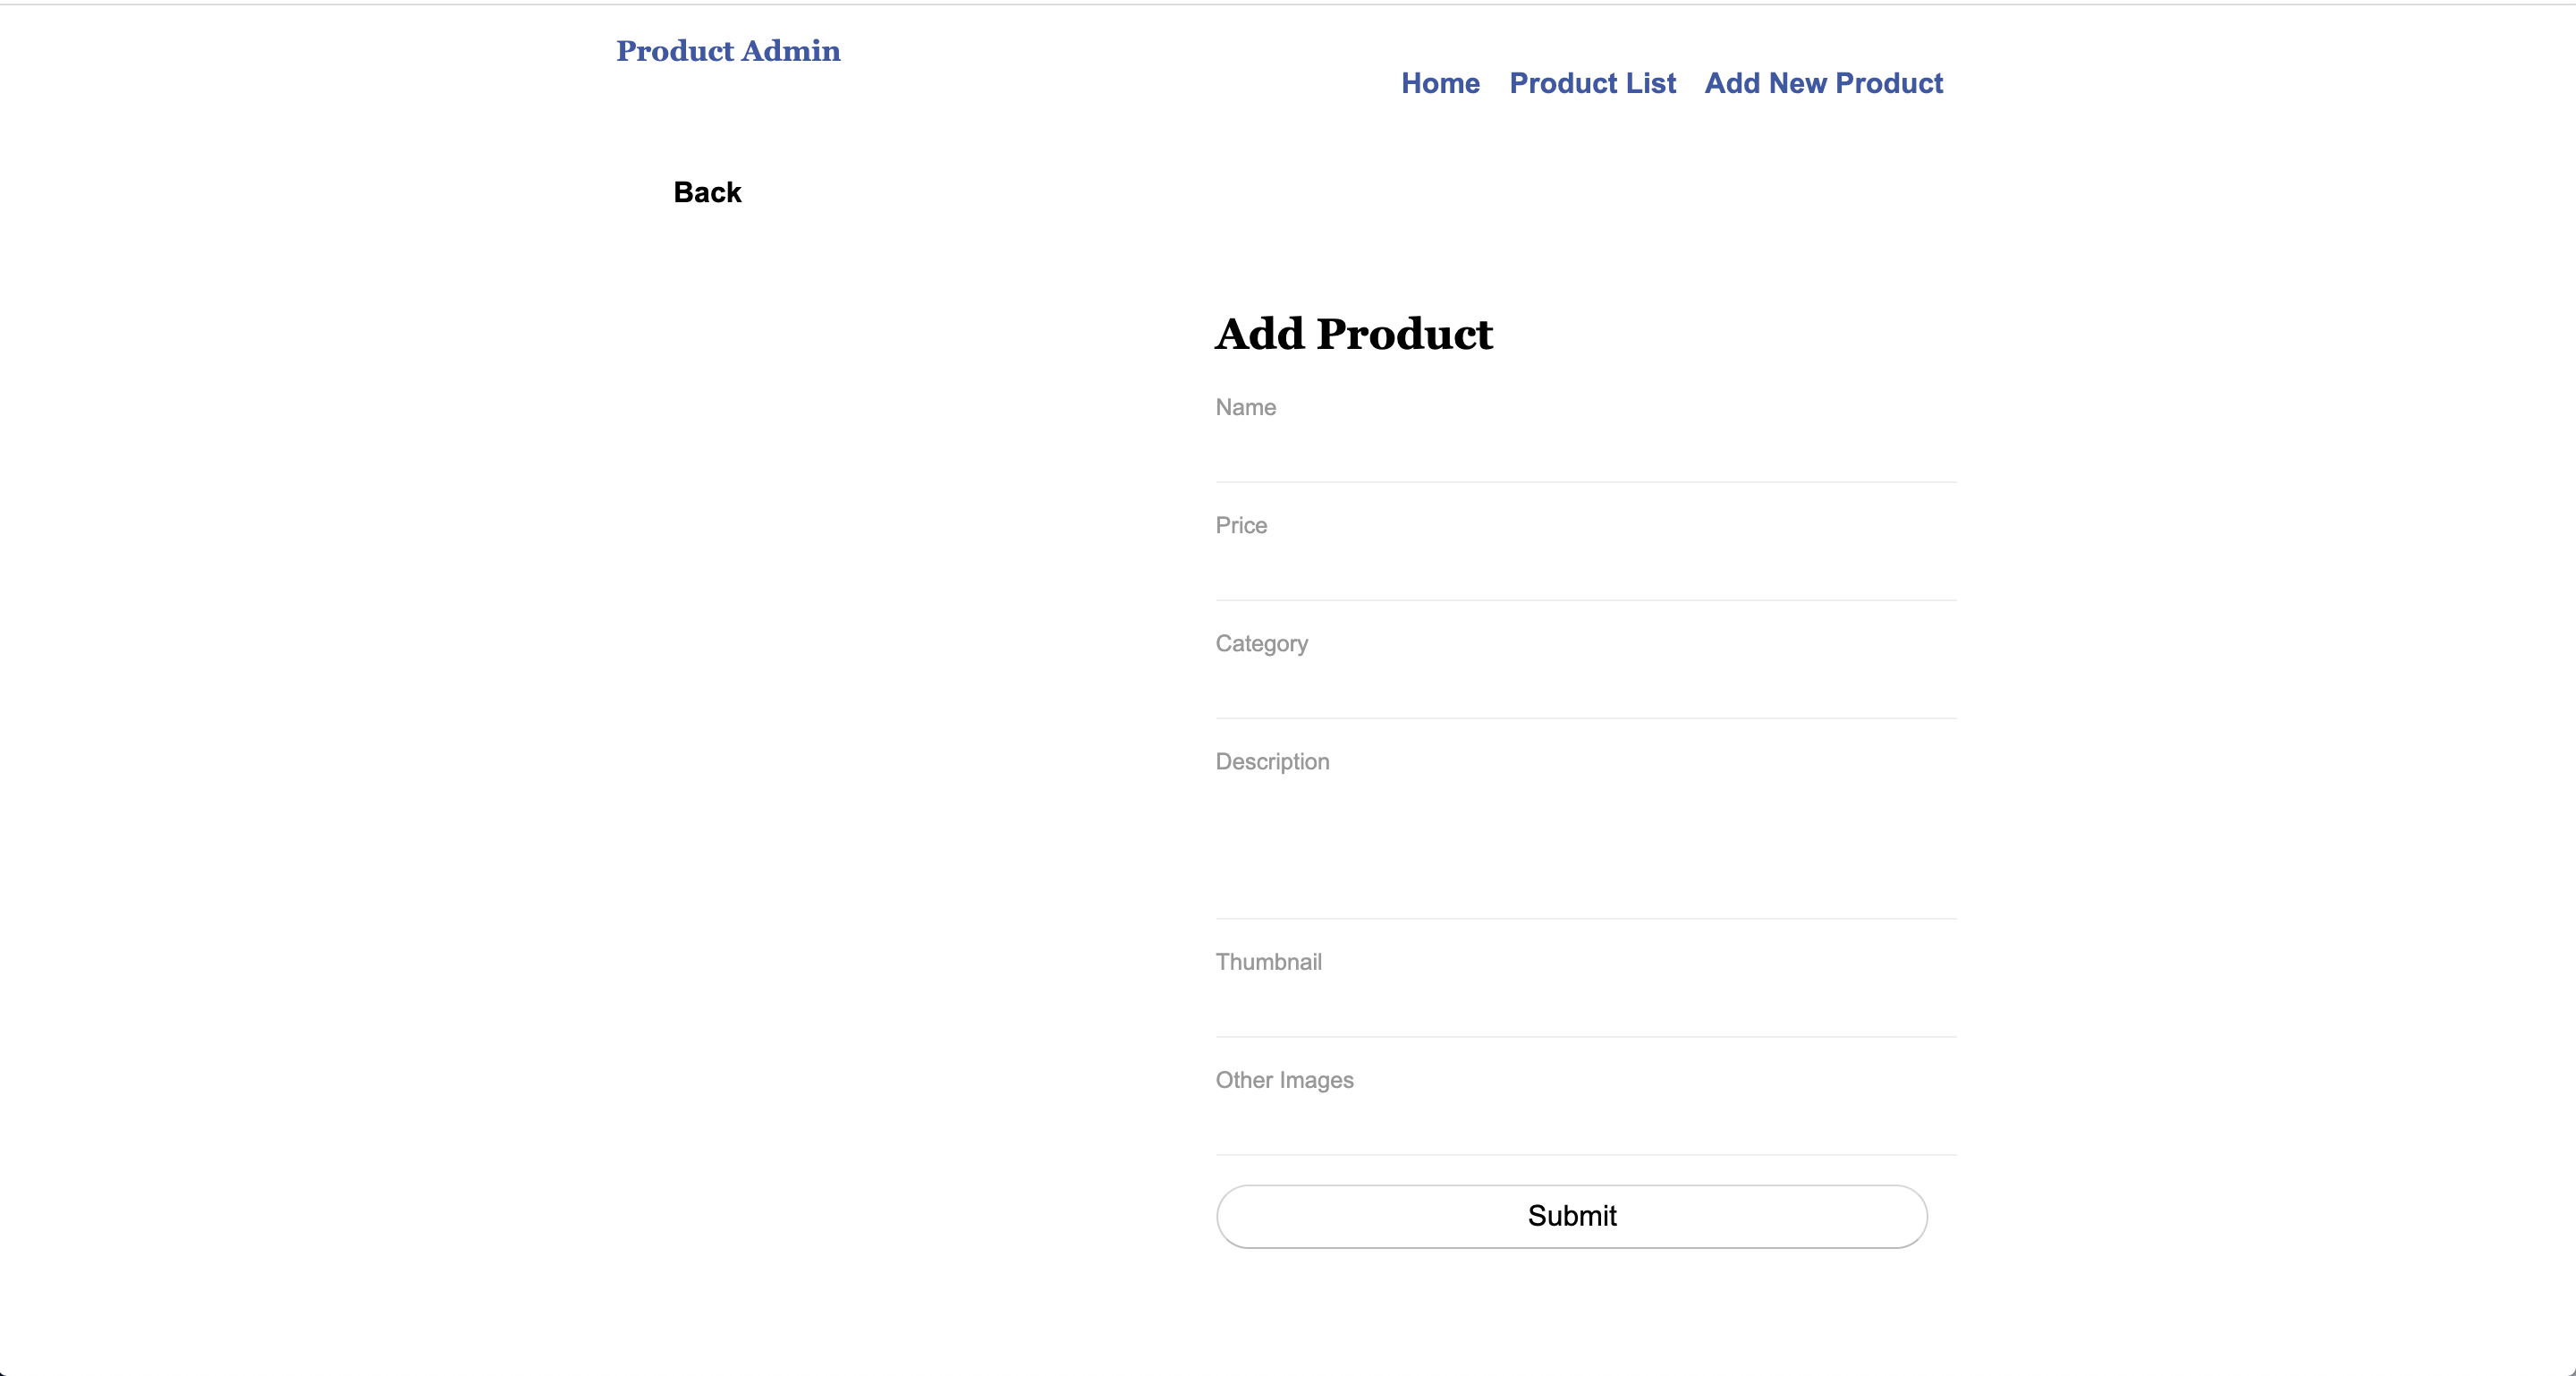 Product Admin
Home Product List Add New Product
Back
Add Product
Name
Price
Category
Description
Thumbnail
Other Images
Submit